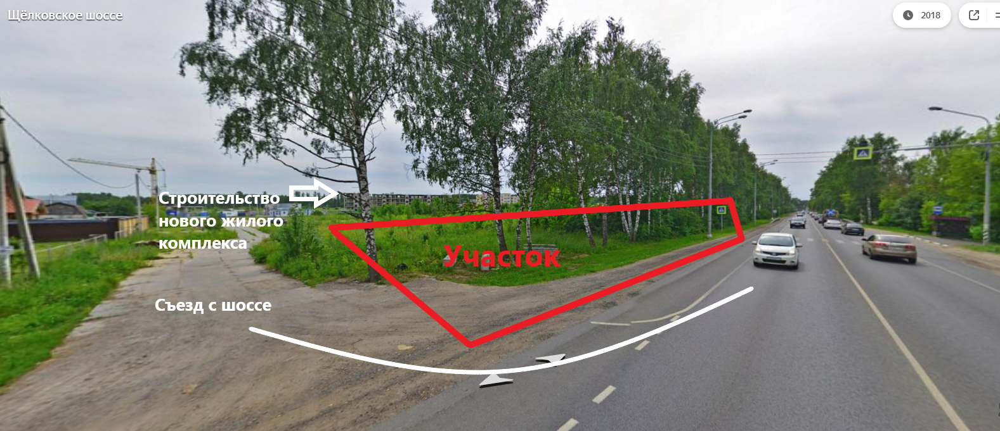 Щёлковское шоссе
2018
Строительство
нового жилого
комплекса
Участок
Съезд с шоссе